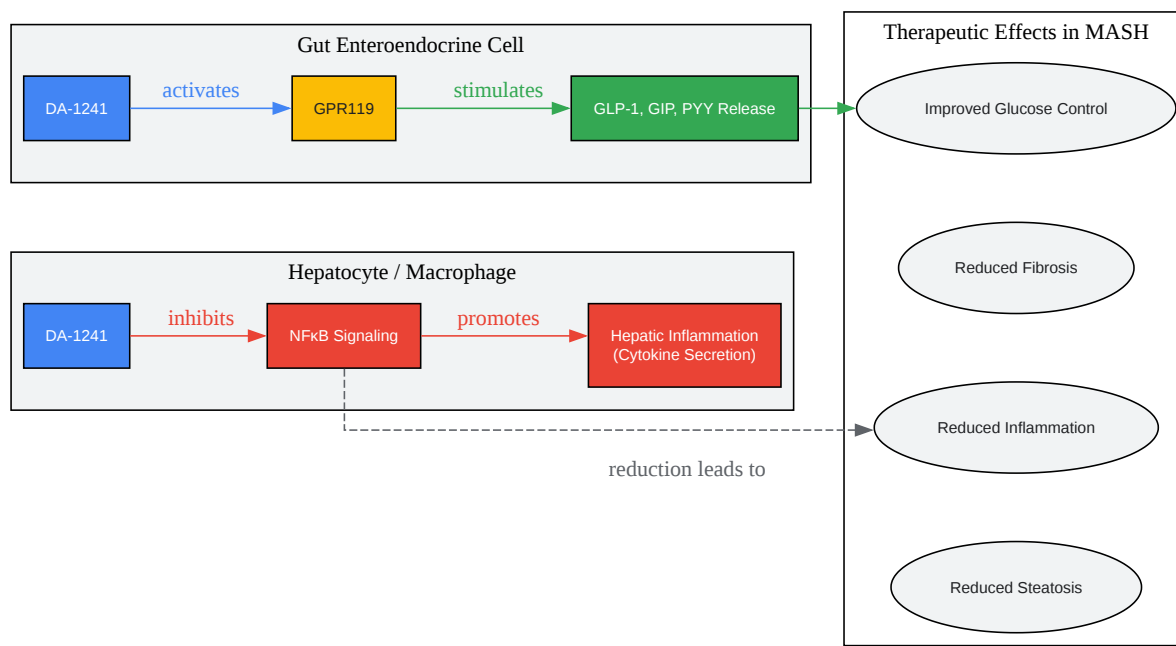 Gut Enteroendocrine Cell
DA-1241
activates
GPR119
stimulates
GLP-1, GIP, PYY Release
Hepatocyte / Macrophage
DA-1241
inhibits
NFκB Signaling
promotes
Hepatic Inflammation
(Cytokine Secretion)
reduction leads to
Therapeutic Effects in MASH
Improved Glucose Control
Reduced Fibrosis
Reduced Inflammation
Reduced Steatosis